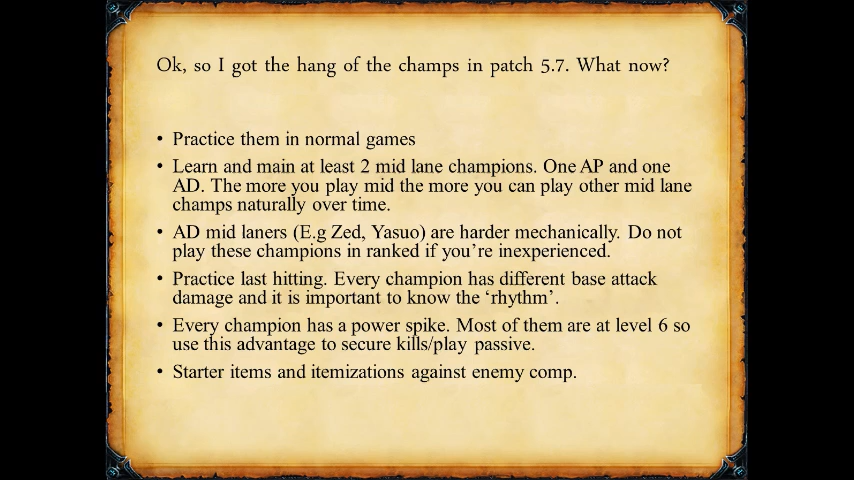 Ok, so I got the hang of the champs in patch 5.7. What now?
• Practice them in normal games
• Learn and main at least 2 mid lane champions. One AP and one
AD. The more you play mid the more you can play other mid lane
champs naturally over time.
• AD mid laners (E.g Zed, Yasuo) are harder mechanically. Do not
play these champions in ranked if you’re inexperienced.
• Practice last hitting. Every champion has different base attack
damage and it is important to know the ‘rhythm’.
• Every champion has a power spike. Most of them are at level 6 so
use this advantage to secure kills/play passive.
• Starter items and itemizations against enemy comp.